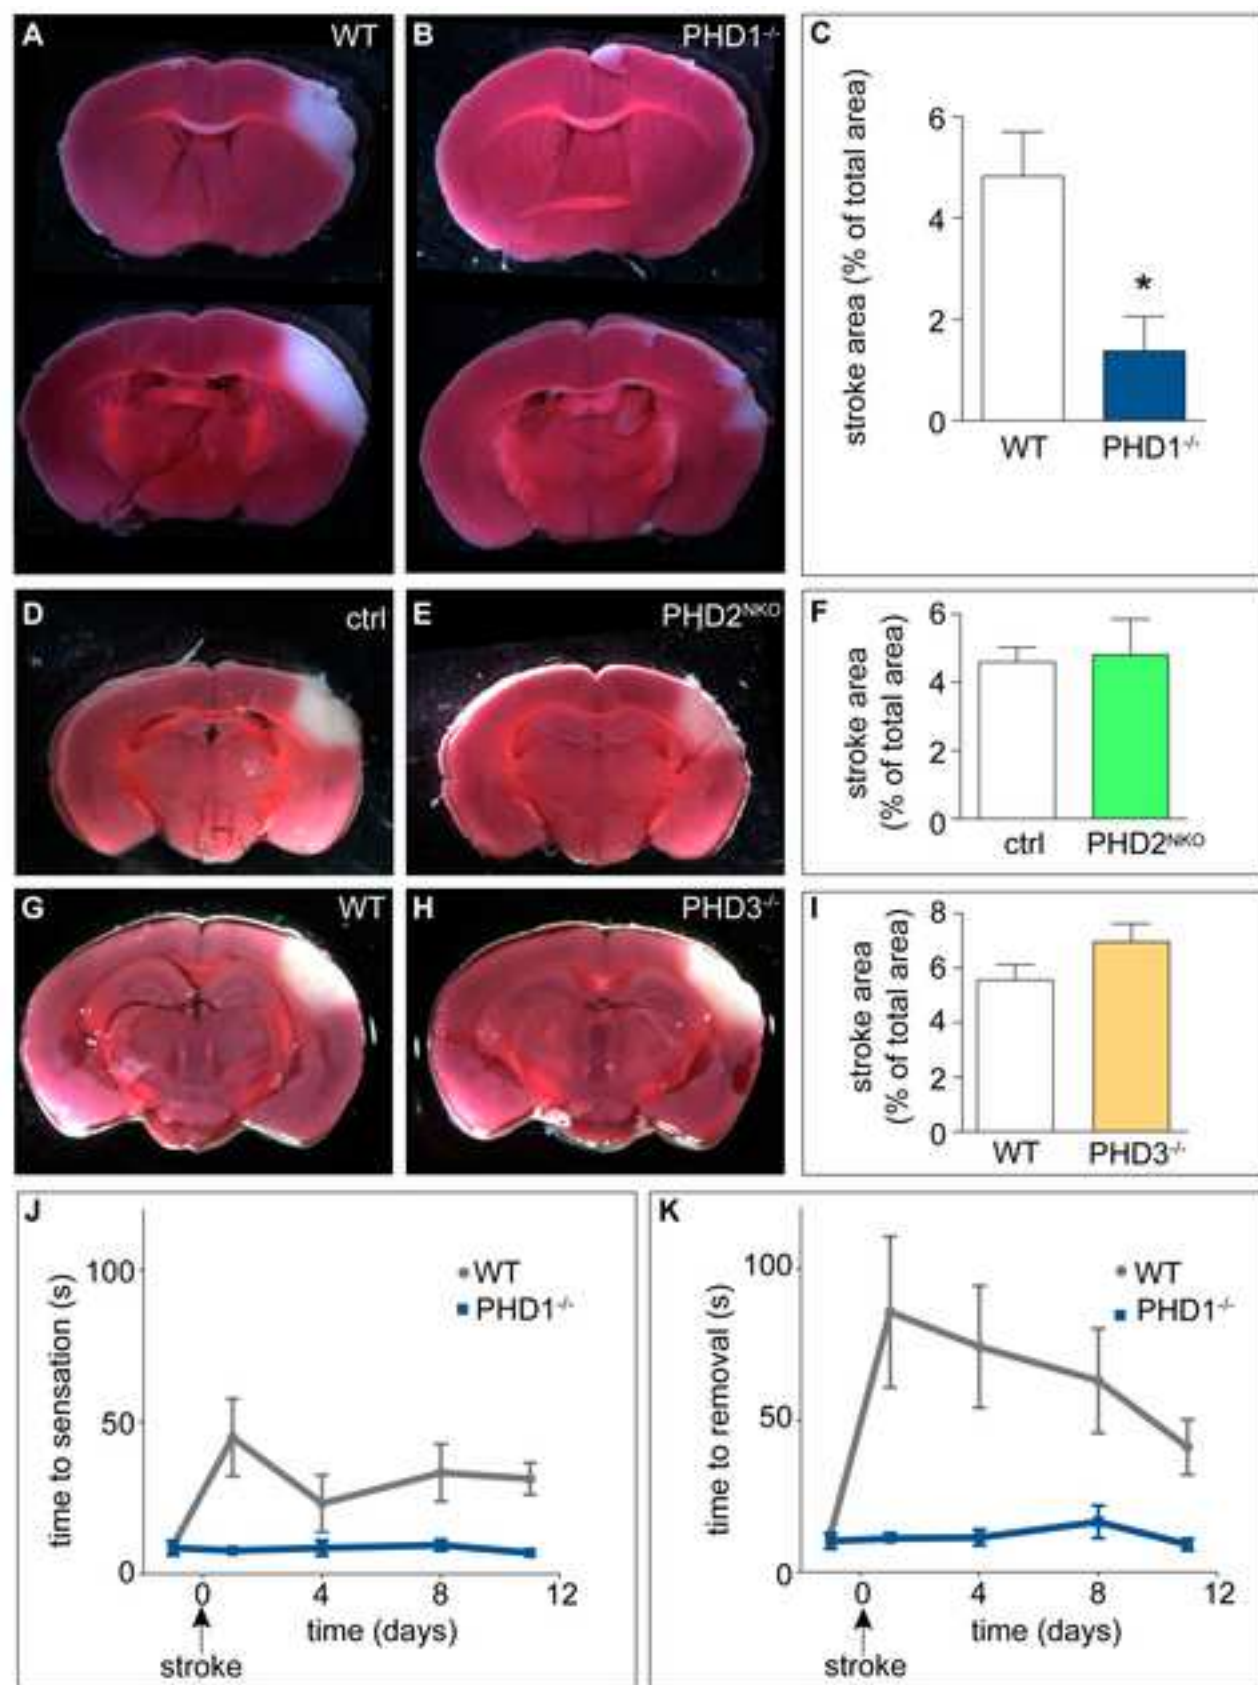 A WT
B PHD1-/-
C
stroke area (% of total area)
6
4
2
0
*
WT PHD1-/-
D ctrl
E PHD2NKO
F
stroke area
(% of total area)
6
4
2
0
ctrl PHD2NKO
G WT
H PHD3-/-
I
stroke area
(% of total area)
8
6
4
2
0
WT PHD3-/-
J
time to sensation (s)
100
50
0
WT
PHD1-/-
0 4 8 12
time (days)
stroke
K
time to removal (s)
100
50
0
WT
PHD1-/-
0 4 8 12
time (days)
stroke